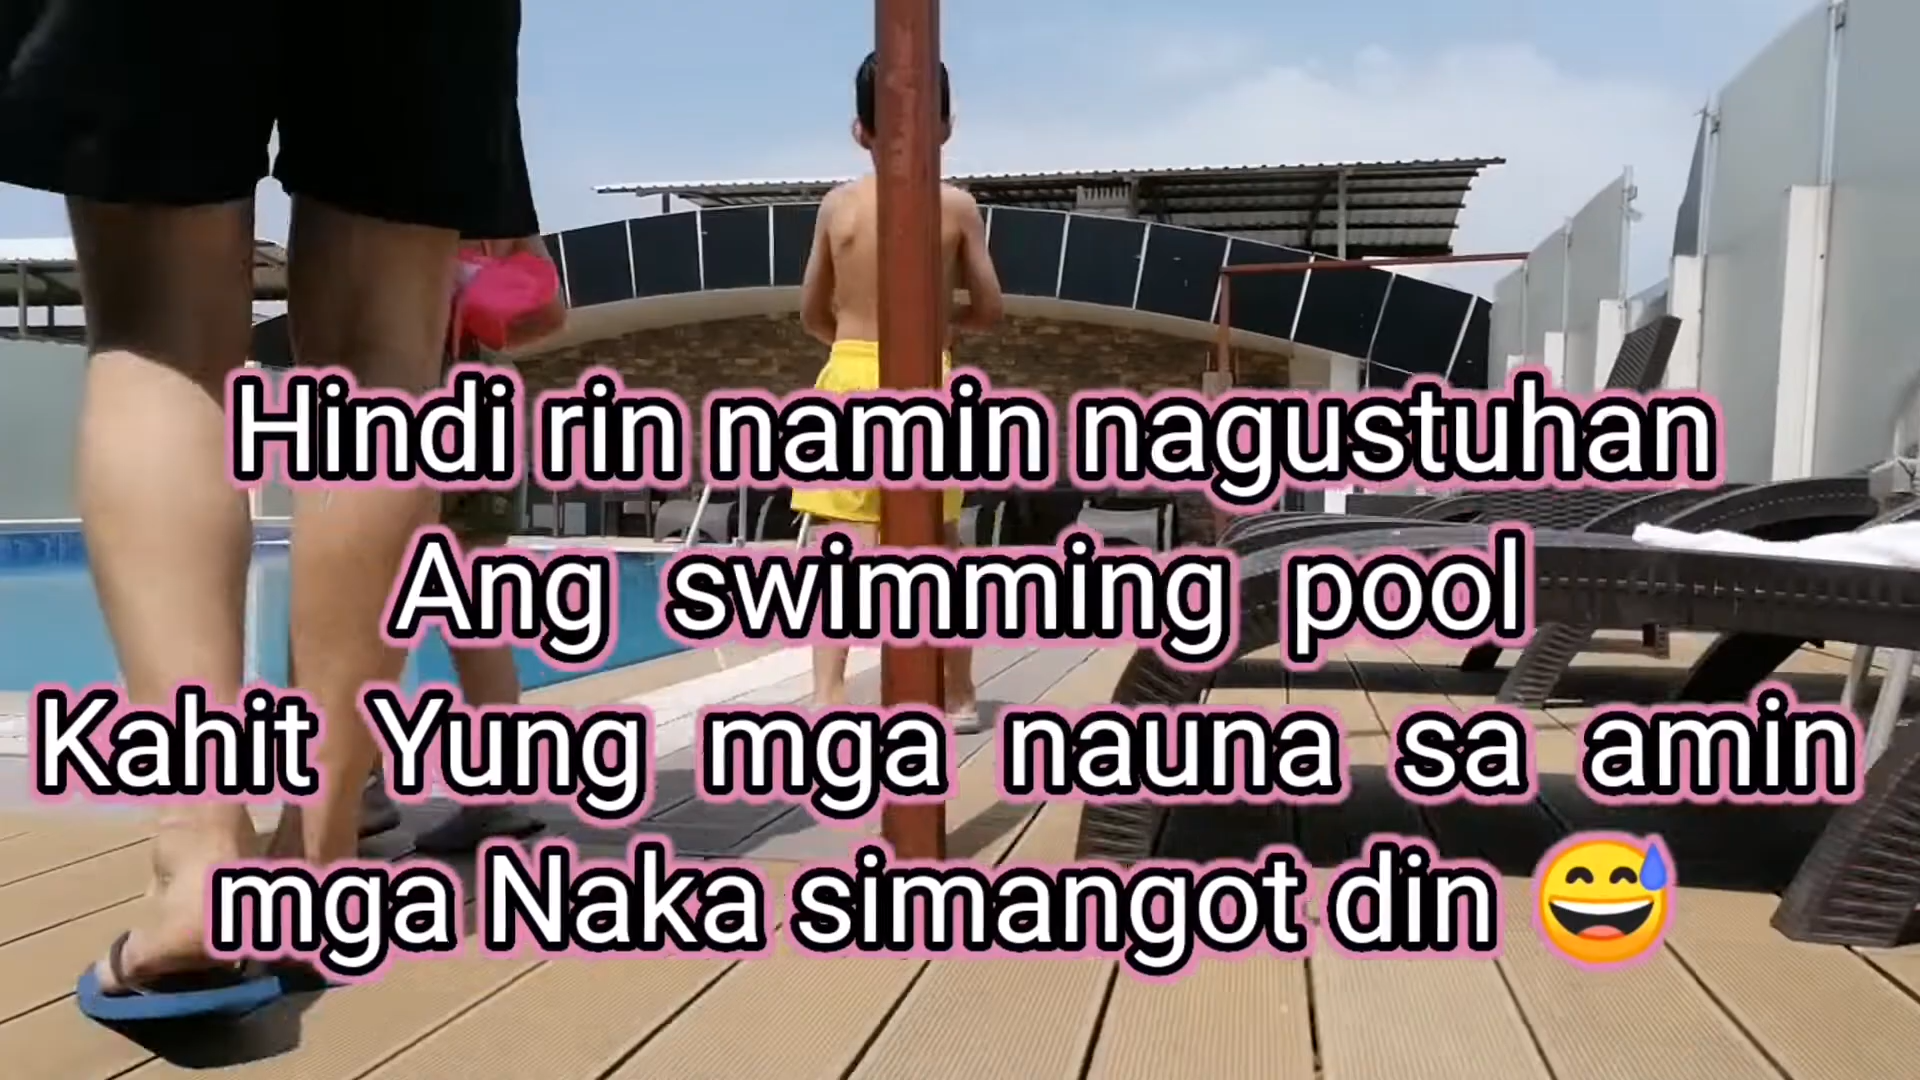 Hindi rin namin nagustuhan
Ang swimming pool
Kahit Yung mga nauna sa amin
mga Naka simangot din 😅